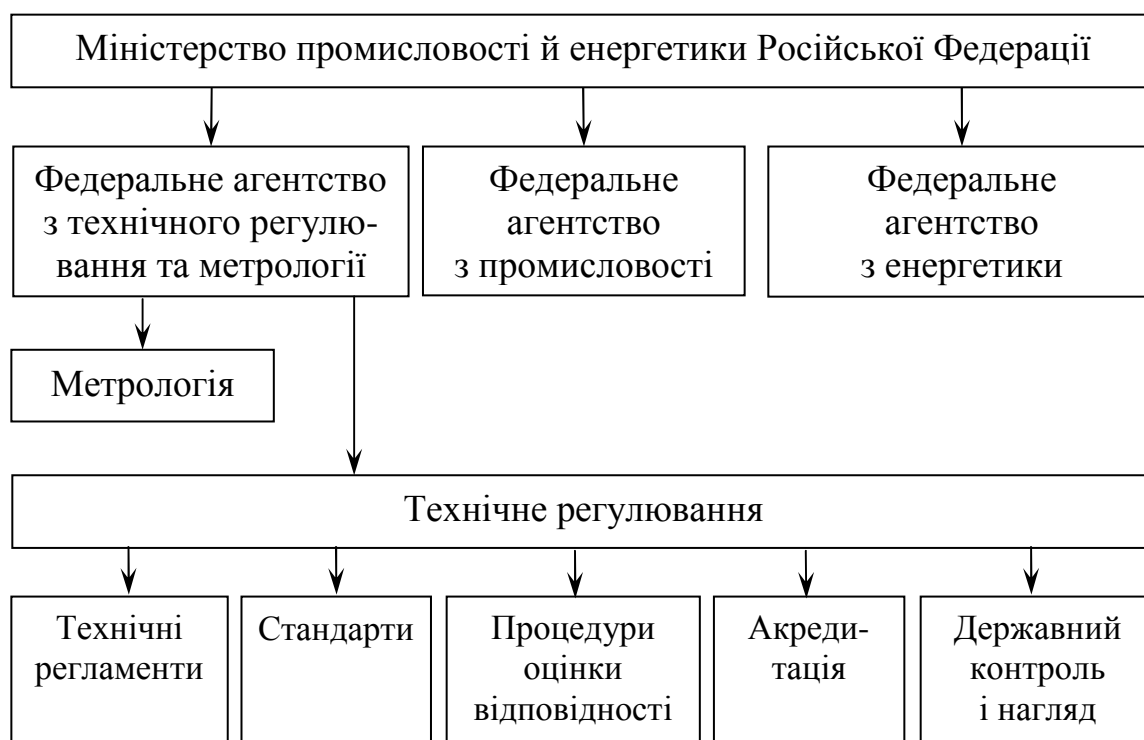 Міністерство промисловості й енергетики Російської Федерації
Федеральне агентство
з технічного регулю-
вання та метрології
Федеральне
агентство
з промисловості
Федеральне
агентство
з енергетики
Метрологія
Технічне регулювання
Технічні
регламенти
Стандарти
Процедури
оцінки
відповідності
Акреди-
тація
Державний
контроль
і нагляд